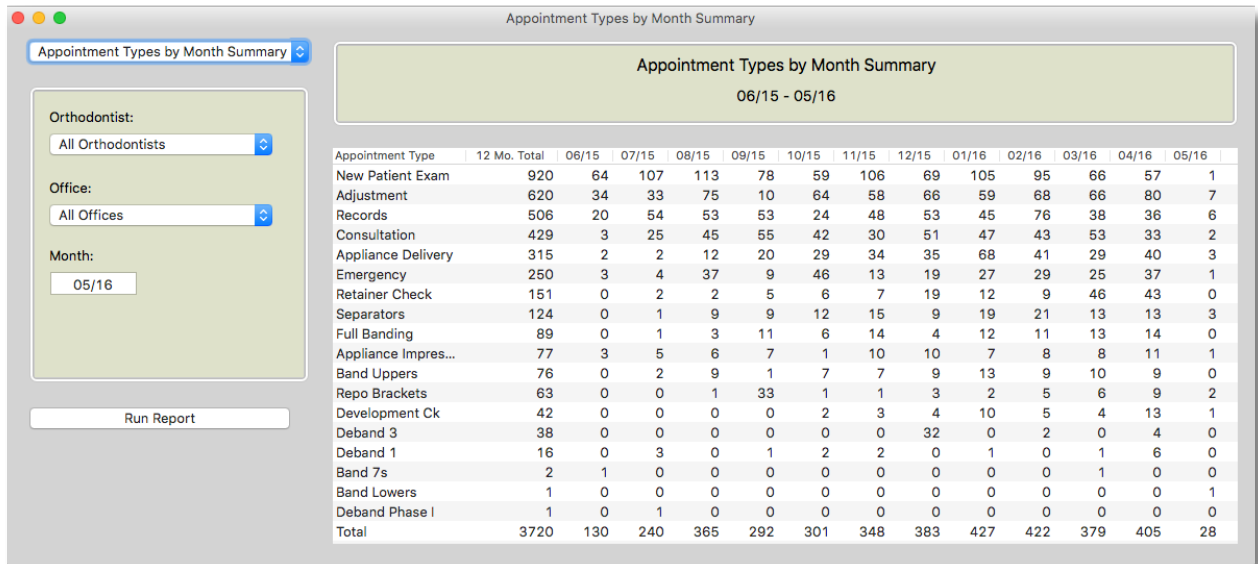 Appointment Types by Month Summary
Appointment Types by Month Summary
Orthodontist:
All Orthodontists
Office:
All Offices
Month:
05/16
Run Report
Appointment Types by Month Summary
06/15 - 05/16
Appointment Type 12 Mo. Total 06/15 07/15 08/15 09/15 10/15 11/15 12/15 01/16 02/16 03/16 04/16 05/16
New Patient Exam 920 64 107 113 78 59 106 69 105 95 66 57 1
Adjustment 620 34 33 75 10 64 58 66 59 68 66 80 7
Records 506 20 54 53 53 24 48 53 45 76 38 36 6
Consultation 429 3 25 45 55 42 30 51 47 43 53 33 2
Appliance Delivery 315 2 2 12 20 29 34 35 68 41 29 40 3
Emergency 250 3 4 37 9 46 13 19 27 29 25 37 1
Retainer Check 151 0 2 2 5 6 7 19 12 9 46 43 0
Separators 124 0 1 9 9 12 15 9 19 21 13 13 3
Full Banding 89 0 1 3 11 6 14 4 12 11 13 14 0
Appliance Impres... 77 3 5 6 7 1 10 10 7 8 8 11 1
Band Uppers 76 0 2 9 1 7 7 9 13 9 10 9 0
Repo Brackets 63 0 0 1 33 1 1 3 2 5 6 9 2
Development Ck 42 0 0 0 0 2 3 4 10 5 4 13 1
Deband 3 38 0 0 0 0 0 0 32 0 2 0 4 0
Deband 1 16 0 3 0 1 2 2 0 1 0 1 6 0
Band 7s 2 1 0 0 0 0 0 0 0 0 1 0 0
Band Lowers 1 0 0 0 0 0 0 0 0 0 0 0 1
Deband Phase I 1 0 1 0 0 0 0 0 0 0 0 0 0
Total 3720 130 240 365 292 301 348 383 427 422 379 405 28